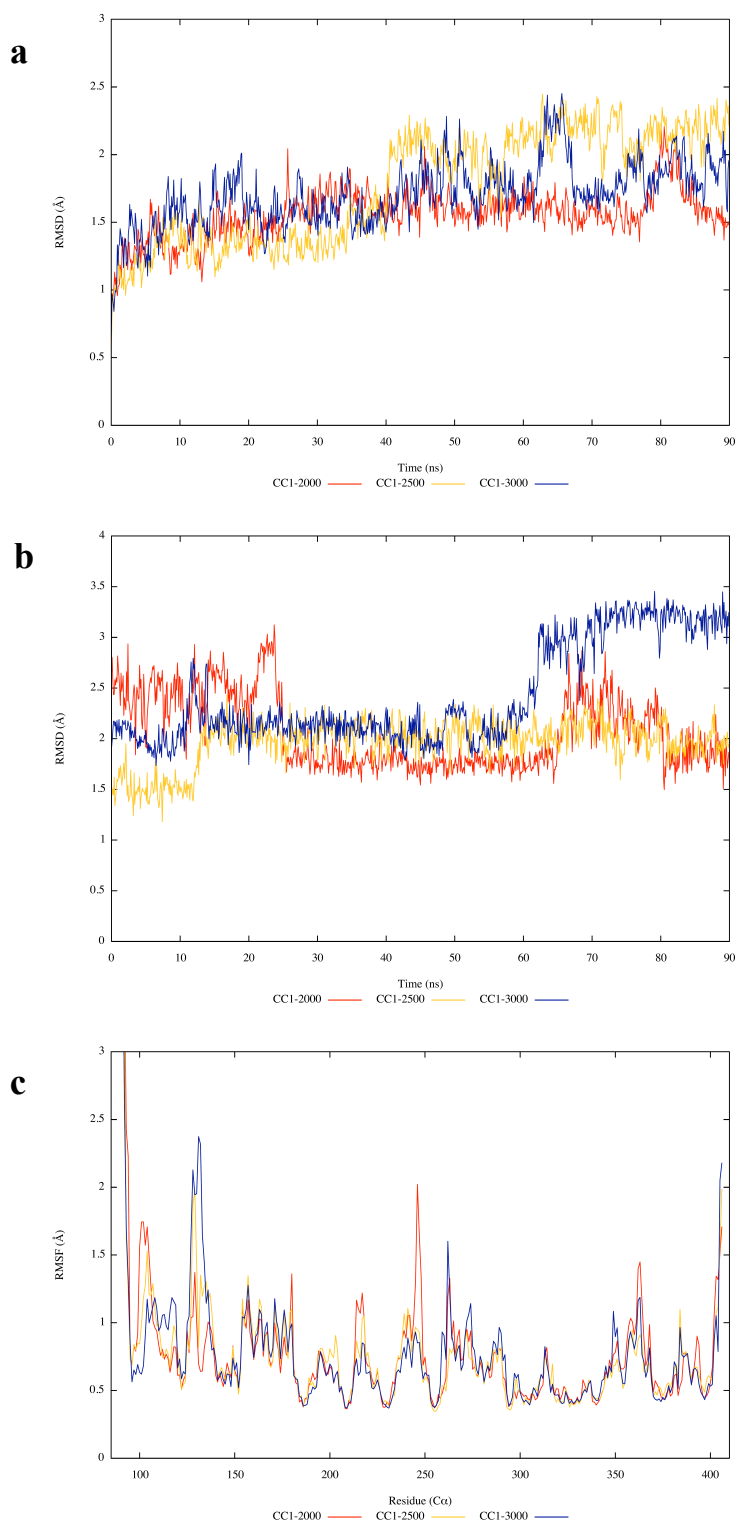 a
3
2.5
2
1.5
1
0.5
0
RMSD (Å)
0 10 20 30 40 50 60 70 80 90
Time (ns)
CC1-2000 CC1-2500 CC1-3000
b
4
3.5
3
2.5
2
1.5
1
0.5
0
RMSD (Å)
0 10 20 30 40 50 60 70 80 90
Time (ns)
CC1-2000 CC1-2500 CC1-3000
c
3
2.5
2
1.5
1
0.5
0
RMSF (Å)
100 150 200 250 300 350 400
Residue (Cα)
CC1-2000 CC1-2500 CC1-3000